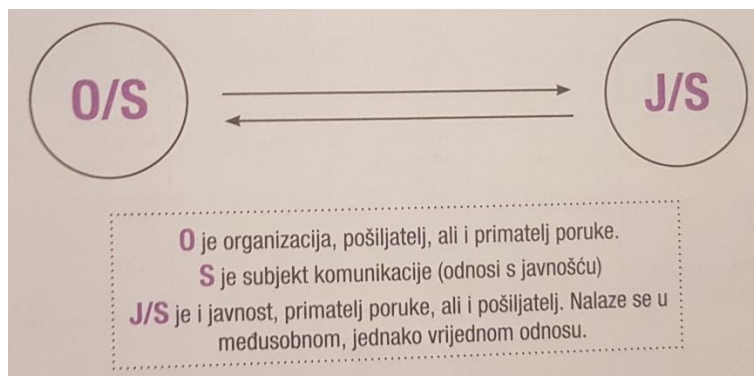 O/S
J/S
O je organizacija, pošiljatelj, ali i primatelj poruke.
S je subjekt komunikacije (odnosi s javnošću)
J/S je i javnost, primatelj poruke, ali i pošiljatelj. Nalaze se u
međusobnom, jednako vrijednom odnosu.